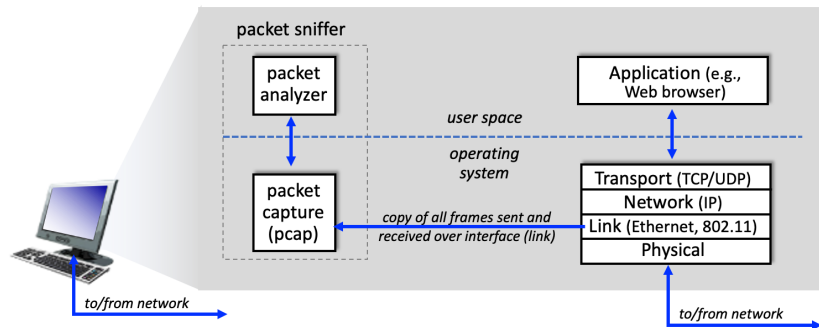 packet sniffer
packet
analyzer
Application (e.g.,
Web browser)
user space
operating
system
packet
capture
(pcap)
copy of all frames sent and
received over interface (link)
Transport (TCP/UDP)
Network (IP)
Link (Ethernet, 802.11)
Physical
to/from network
to/from network